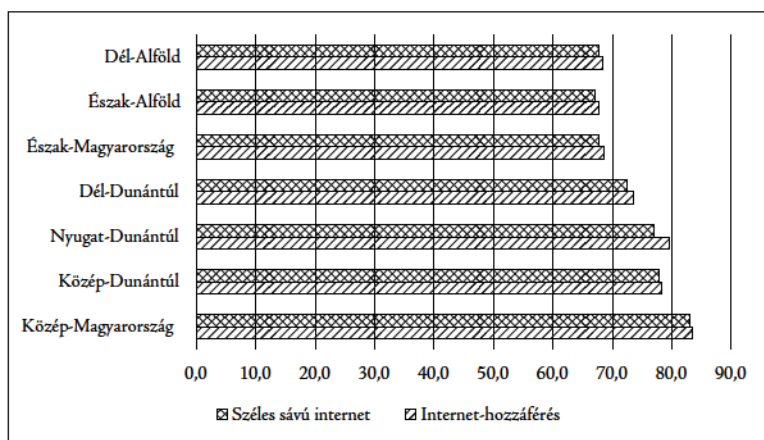 Dél-Alföld
Észak-Alföld
Észak-Magyarország
Dél-Dunántúl
Nyugat-Dunántúl
Közép-Dunántúl
Közép-Magyarország
0,0 10,0 20,0 30,0 40,0 50,0 60,0 70,0 80,0 90,0
Széles sávú internet Internet-hozzáférés